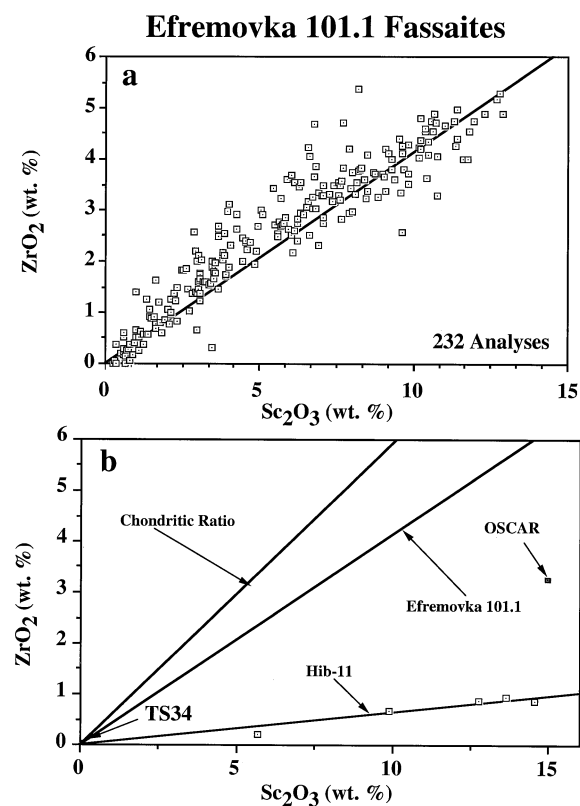 Efremovka 101.1 Fassaites
a
6
5
4
3
2
1
0
ZrO2 (wt. %)
232 Analyses
0
5
10
15
Sc2O3 (wt. %)
b
6
5
4
3
2
1
0
ZrO2 (wt. %)
Chondritic Ratio
OSCAR
Efremovka 101.1
Hib-11
TS34
0
5
10
15
Sc2O3 (wt. %)